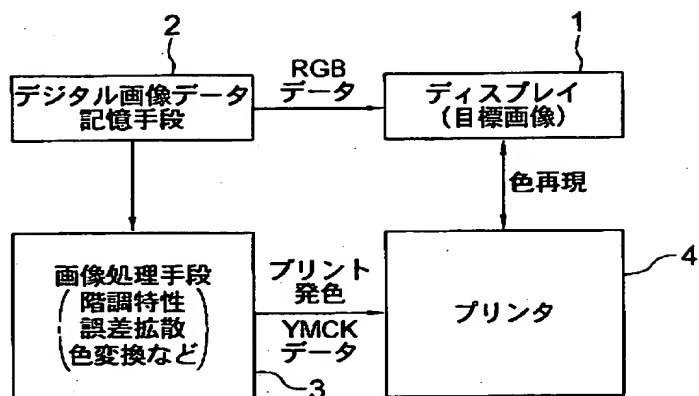 2
1
デジタル画像データ
記憶手段
RGB
データ
ディスプレイ
(目標画像)
色再現
画像処理手段
(階調特性
誤差拡散
色変換など)
プリント
発色
YMCK
データ
プリンタ
3
4